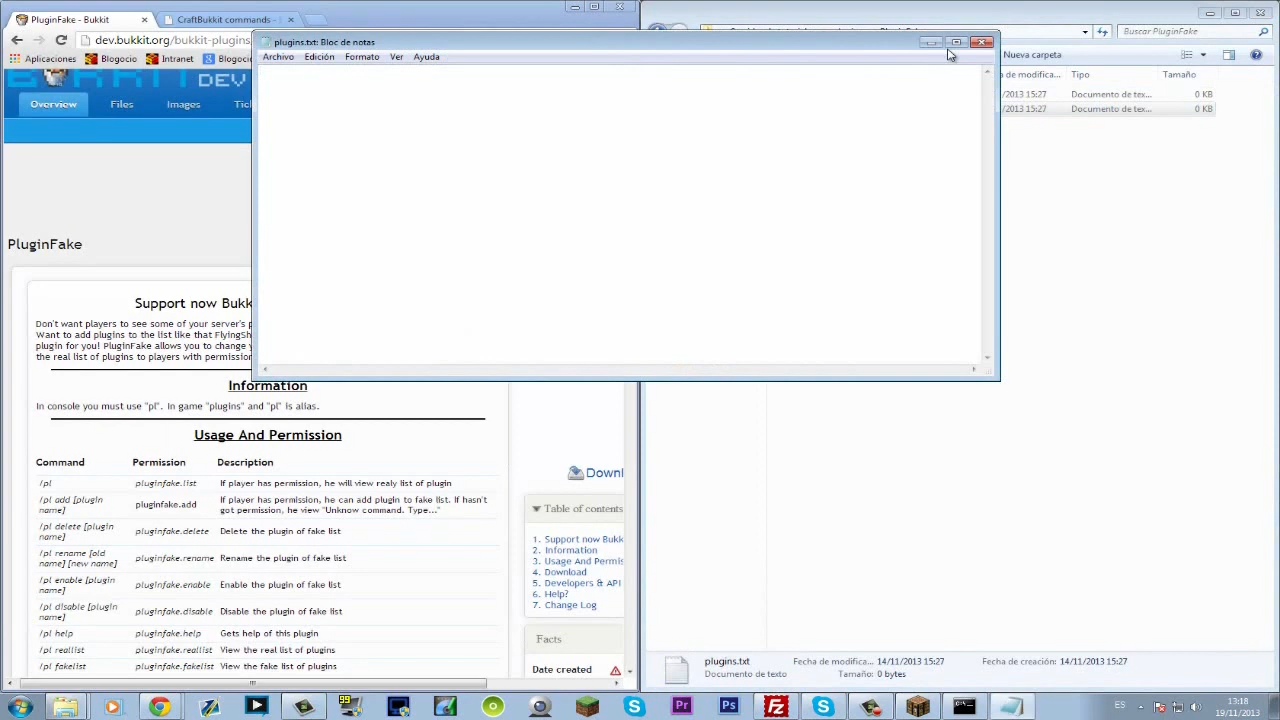 PluginFake - Bukkit
CraftBukkit commands -
dev.bukkit.org/bukkit-plugins
Aplicaciones
Blogocio
Intranet
Blogocio
BUKKIT
DEV
Overview
Files
Images
PluginFake
Support now Bukk
Don't want players to see some of your server's
Want to add plugins to the list like that
plugin for you! PluginFake allows you to change
the real list of plugins to players with permission
Information
In console you must use "pl". In game "plugins" and "pl" is alias.
Usage And Permission
Command Permission Description
/pl pluginfake.list If player has permission, he will view realy list of plugin
/pl add [plugin name] pluginfake.add If player has permission, he can add plugin to fake list. If hasn't
got permission, he view "Unknow command. Type..."
/pl delete [plugin name] pluginfake.delete Delete the plugin of fake list
/pl rename [old name] [new name] pluginfake.rename Rename the plugin of fake list
/pl enable [plugin name] pluginfake.enable Enable the plugin of fake list
/pl disable [plugin name] pluginfake.disable Disable the plugin of fake list
/pl help pluginfake.help Gets help of this plugin
/pl reallist pluginfake.reallist View the real list of plugins
/pl fakelist pluginfake.fakelist View the fake list of plugins
Downl
Table of contents
1. Support now Bukk
2. Information
3. Usage And Permis
4. Download
5. Developers & API
6. Help?
7. Change Log
Facts
Date created
plugins.txt: Bloc de notas
Archivo Edición Formato Ver Ayuda
Buscar PluginFake
Nueva carpeta
a de modifica... Tipo Tamaño
/2013 15:27 Documento de tex... 0 KB
/2013 15:27 Documento de tex... 0 KB
plugins.txt Fecha de modifica... 14/11/2013 15:27 Fecha de creación: 14/11/2013 15:27
Documento de texto Tamaño: 0 bytes
99
Pr
Ps
Fz
ES
13:18
19/11/2013